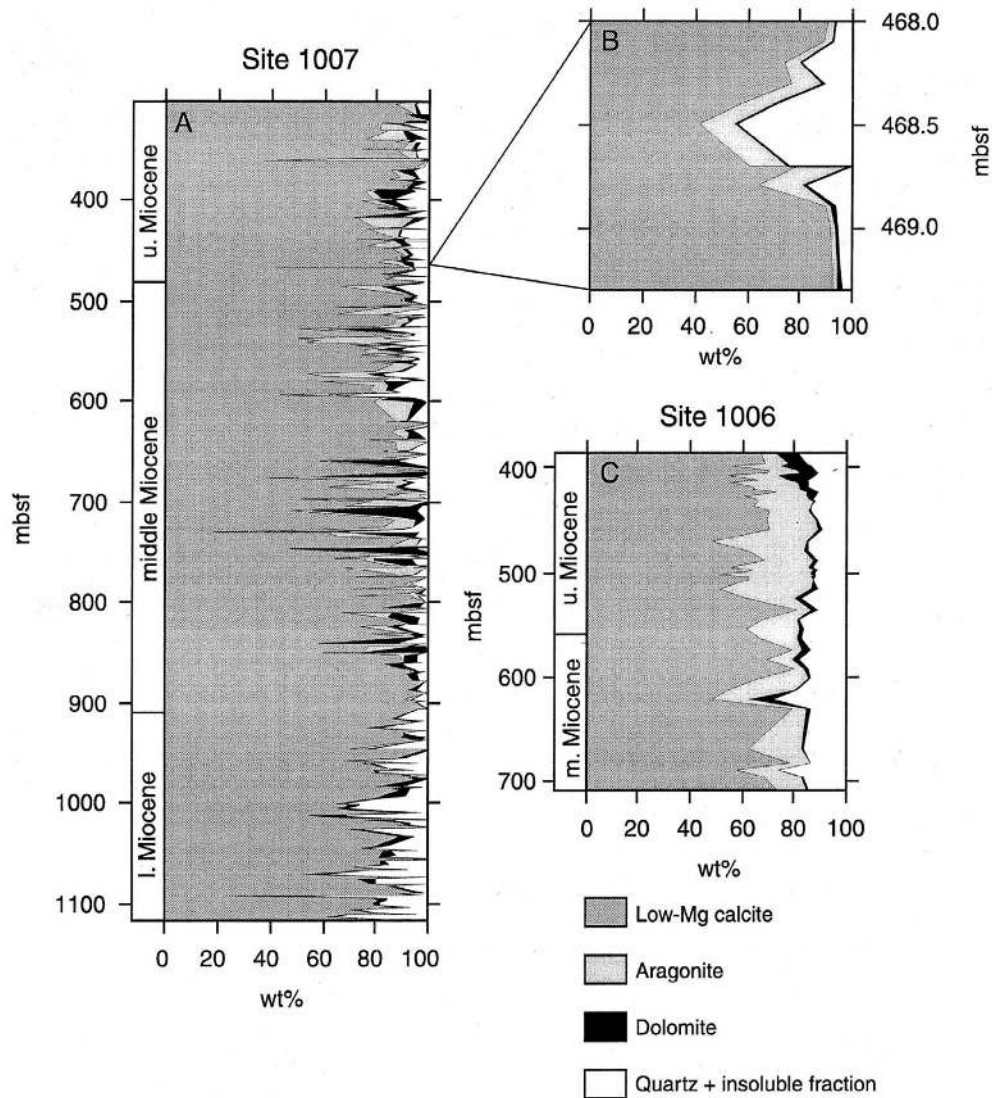 Site 1007
A
u. Miocene
middle Miocene
l. Miocene
400
500
600
700
800
900
1000
1100
mbsf
0 20 40 60 80 100
wt%
B
468.0
468.5
469.0
mbsf
0 20 40 60 80 100
wt%
Site 1006
C
u. Miocene
m. Miocene
400
500
600
700
mbsf
0 20 40 60 80 100
wt%
Low-Mg calcite
Aragonite
Dolomite
Quartz + insoluble fraction